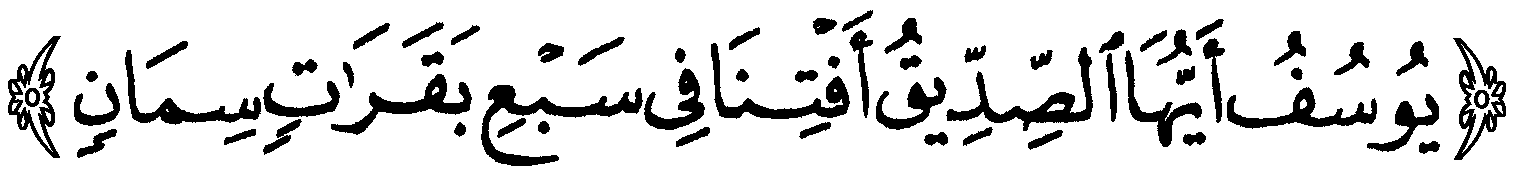 ﴿يُوسُفُ أَيُّهَا ٱلصِّدِّيقُ أَفْتِنَا فِى سَبْعِ بَقَرَٰتٍ سِمَانٍ﴾